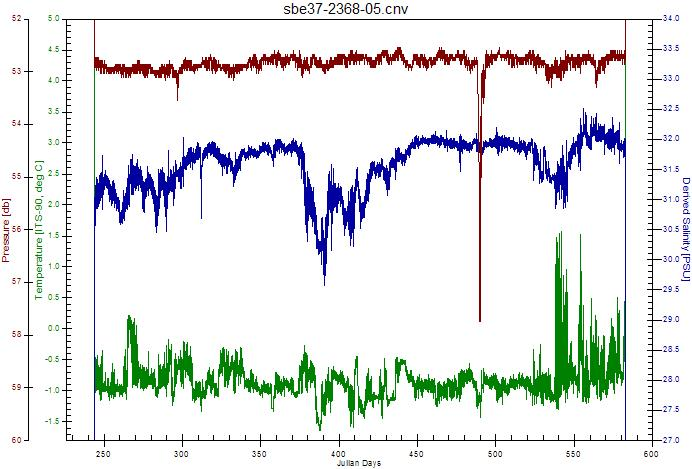 sbe37-2368-05.cnv
52 5.0 34.0
4.5 33.5
53 4.0 33.0
3.5 32.5
54 3.0 32.0
2.5 31.5
55 2.0 31.0
1.5 30.5
56 1.0 30.0
57 0.5 29.5
0.0 29.0
58 -0.5 28.5
59 -1.0 28.0
-1.5 27.5
60 27.0
Pressure [db]
Temperature [ITS-90, deg C]
Derived Salinity [PSU]
250 300 350 400 450 500 550 600
Julian Days